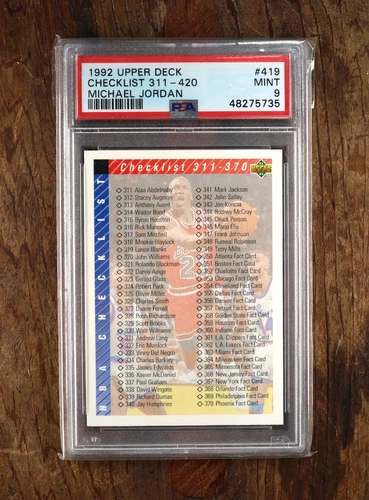 1992 UPPER DECK #419
CHECKLIST 311-420 MINT
MICHAEL JORDAN 9
PSA 48275735
Checklist 311-370
NBA CHECKLIST
311 Alaa Abdelnaby
312 Stacey Augmon
313 Anthony Avent
314 Walter Bond
315 Byron Houston
316 Rick Mahorn
317 Sam Mitchell
318 Mookie Blaylock
319 Lance Blanks
320 John Williams
321 Rolando Blackman
322 Danny Ainge
323 Gerald Glass
324 Robert Pack
325 Oliver Miller
326 Charles Smith
327 Duane Ferrell
328 Pooh Richardson
329 Scott Brooks
330 Walt Williams
331 Andrew Lang
332 Eric Murdock
333 Vinny Del Negro
334 Charles Barkley
335 James Edwards
336 Xavier McDaniel
337 Paul Graham
338 David Wingate
339 Richard Dumas
340 Jay Humphries
341 Mark Jackson
342 John Salley
343 Jon Koncak
344 Rodney McCray
345 Chuck Person
346 Mario Elie
347 Frank Johnson
348 Rumeal Robinson
349 Terry Mills
350 Atlanta Fact Card
351 Boston Fact Card
352 Charlotte Fact Card
353 Chicago Fact Card
354 Cleveland Fact Card
355 Dallas Fact Card
356 Denver Fact Card
357 Detroit Fact Card
358 Golden State Fact Card
359 Houston Fact Card
360 Indiana Fact Card
361 L.A. Clippers Fact Card
362 L.A. Lakers Fact Card
363 Miami Fact Card
364 Milwaukee Fact Card
365 Minnesota Fact Card
366 New Jersey Fact Card
367 New York Fact Card
368 Orlando Fact Card
369 Philadelphia Fact Card
370 Phoenix Fact Card